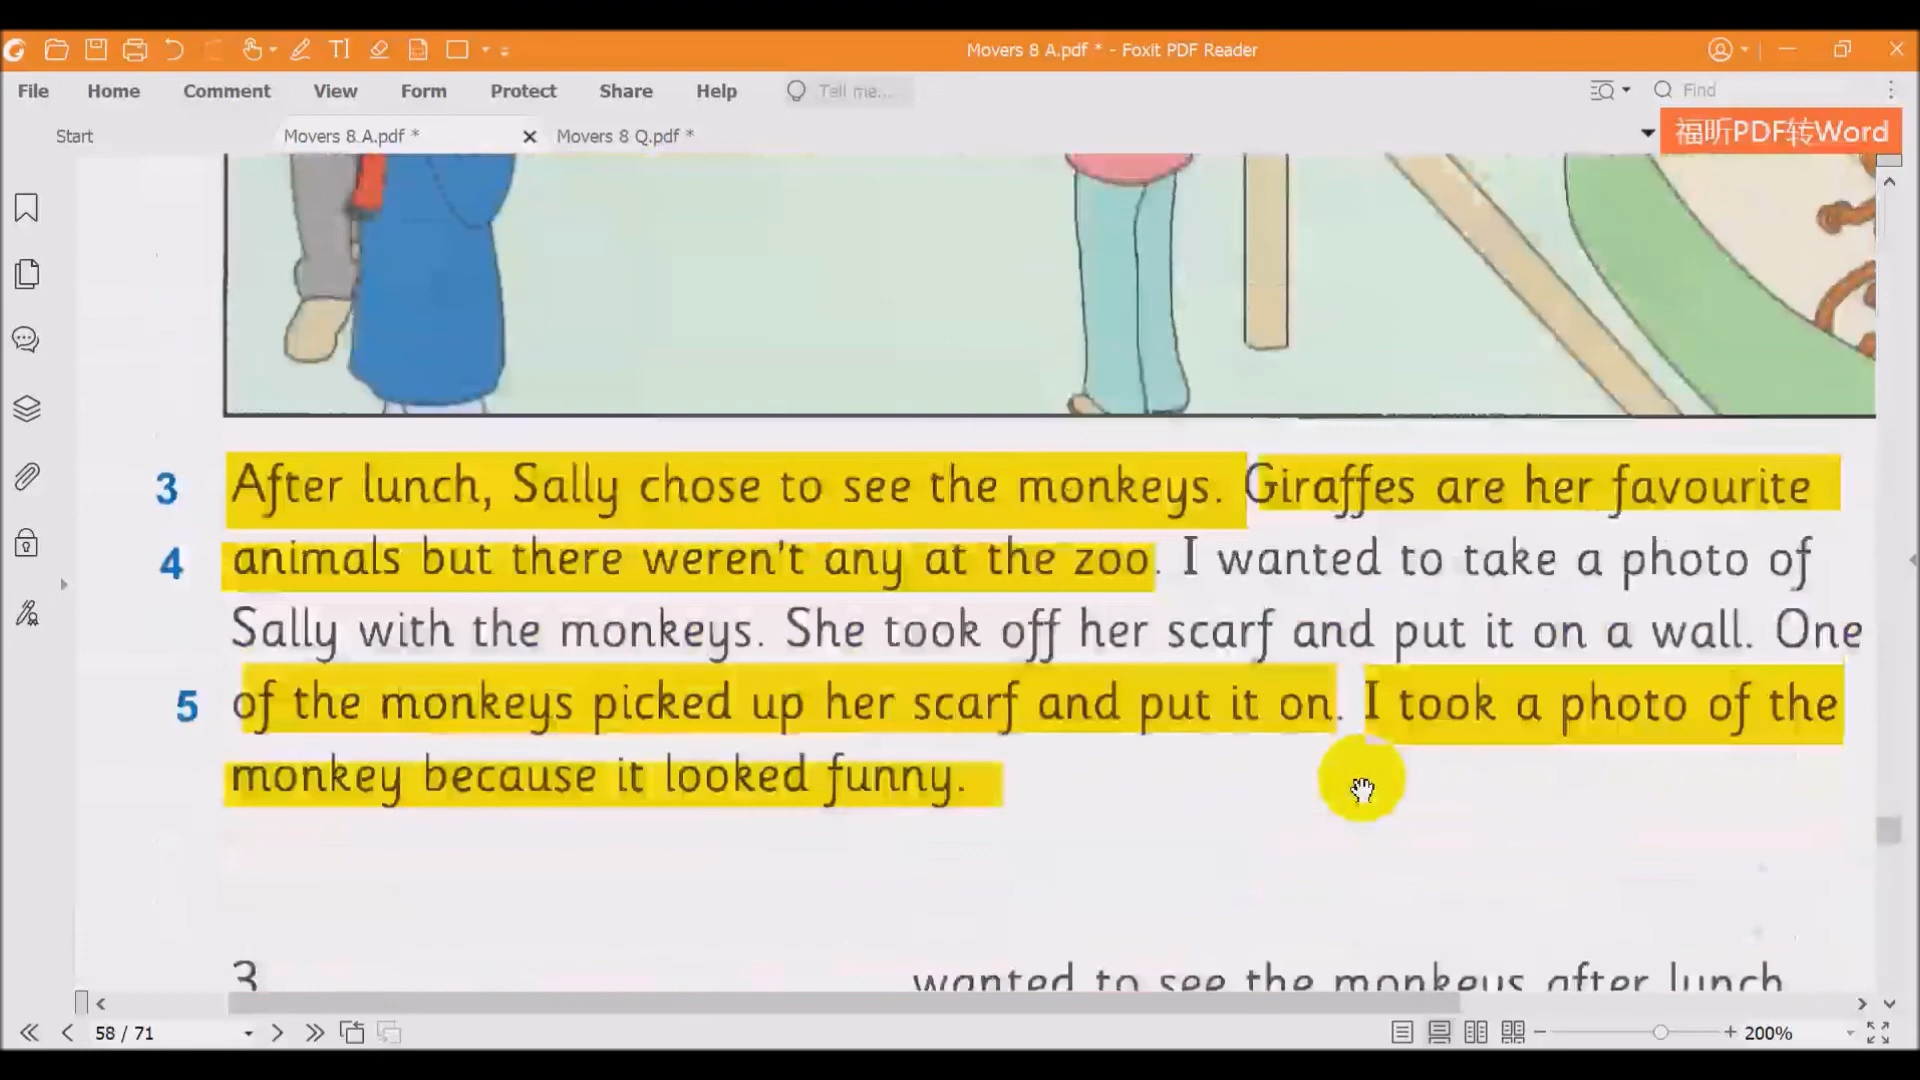 Movers 8 A.pdf * - Foxit PDF Reader
File Home Comment View Form Protect Share Help Tell me... Find
Start Movers 8 A.pdf * Movers 8 Q.pdf * 福昕PDF转Word
3 After lunch, Sally chose to see the monkeys. Giraffes are her favourite
4 animals but there weren't any at the zoo. I wanted to take a photo of
Sally with the monkeys. She took off her scarf and put it on a wall. One
5 of the monkeys picked up her scarf and put it on. I took a photo of the
monkey because it looked funny.
3 wanted to see the monkeys after lunch
58 / 71 200%